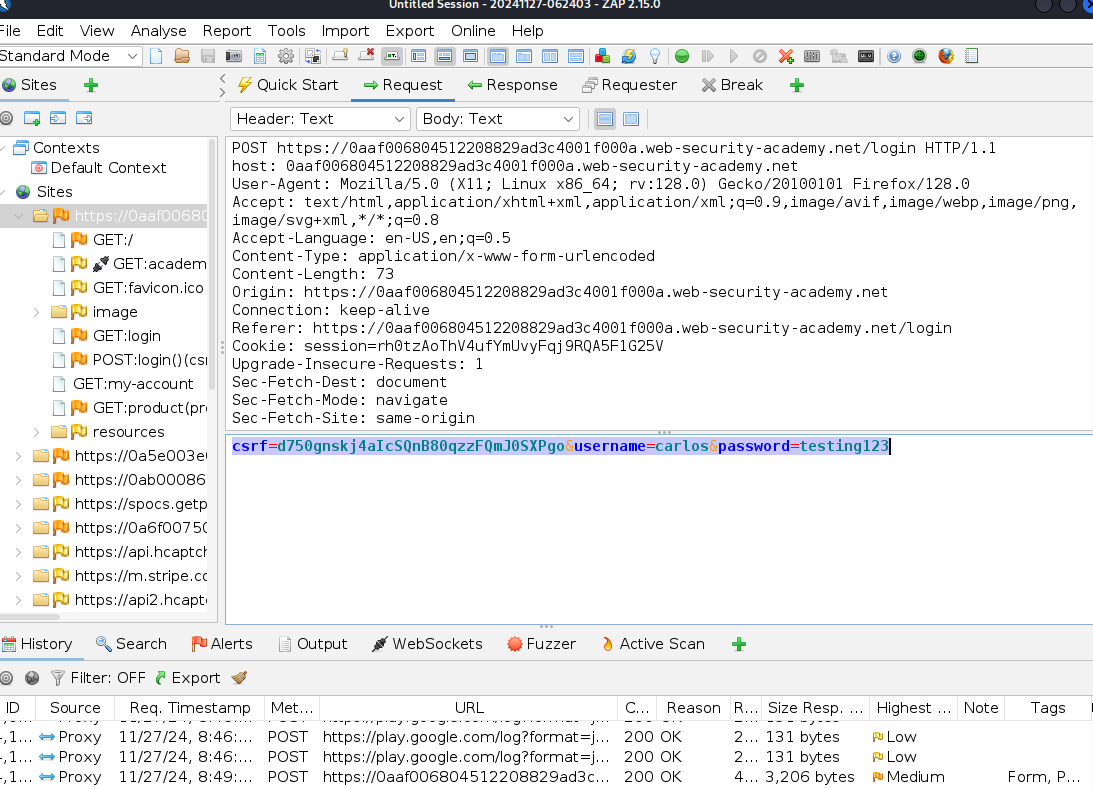 Untitled Session - 20241127-062403 - ZAP 2.15.0
File Edit View Analyse Report Tools Import Export Online Help
Standard Mode
Sites
Quick Start Request Response Requester Break
Header: Text Body: Text
Contexts
Default Context
Sites
https://0aaf00680
GET:/
GET:academ
GET:favicon.ico
image
GET:login
POST:login()(csr
GET:my-account
GET:product(pr
resources
https://0a5e003e
https://0ab00086
https://spocs.getp
https://0a6f0075
https://api.hcaptch
https://m.stripe.co
https://api2.hcapt
POST https://0aaf006804512208829ad3c4001f000a.web-security-academy.net/login HTTP/1.1
host: 0aaf006804512208829ad3c4001f000a.web-security-academy.net
User-Agent: Mozilla/5.0 (X11; Linux x86_64; rv:128.0) Gecko/20100101 Firefox/128.0
Accept: text/html,application/xhtml+xml,application/xml;q=0.9,image/avif,image/webp,image/png,
image/svg+xml,*/*;q=0.8
Accept-Language: en-US,en;q=0.5
Content-Type: application/x-www-form-urlencoded
Content-Length: 73
Origin: https://0aaf006804512208829ad3c4001f000a.web-security-academy.net
Connection: keep-alive
Referer: https://0aaf006804512208829ad3c4001f000a.web-security-academy.net/login
Cookie: session=rh0tzAoThV4ufYmUvyFqj9RQA5F1G25V
Upgrade-Insecure-Requests: 1
Sec-Fetch-Dest: document
Sec-Fetch-Mode: navigate
Sec-Fetch-Site: same-origin
csrf=d750gnskj4aIcSQnB80qzzFQmJ0SXPgo&username=carlos&password=testing123
History Search Alerts Output WebSockets Fuzzer Active Scan
Filter: OFF Export
ID Source Req. Timestamp Met... URL C... Reason R... Size Resp. ... Highest ... Note Tags
,1... Proxy 11/27/24, 8:46:... POST https://play.google.com/log?format=j... 200 OK 2... 131 bytes Low
,1... Proxy 11/27/24, 8:46:... POST https://play.google.com/log?format=j... 200 OK 2... 131 bytes Low
,1... Proxy 11/27/24, 8:49:... POST https://0aaf006804512208829ad3c... 200 OK 4... 3,206 bytes Medium Form, P...